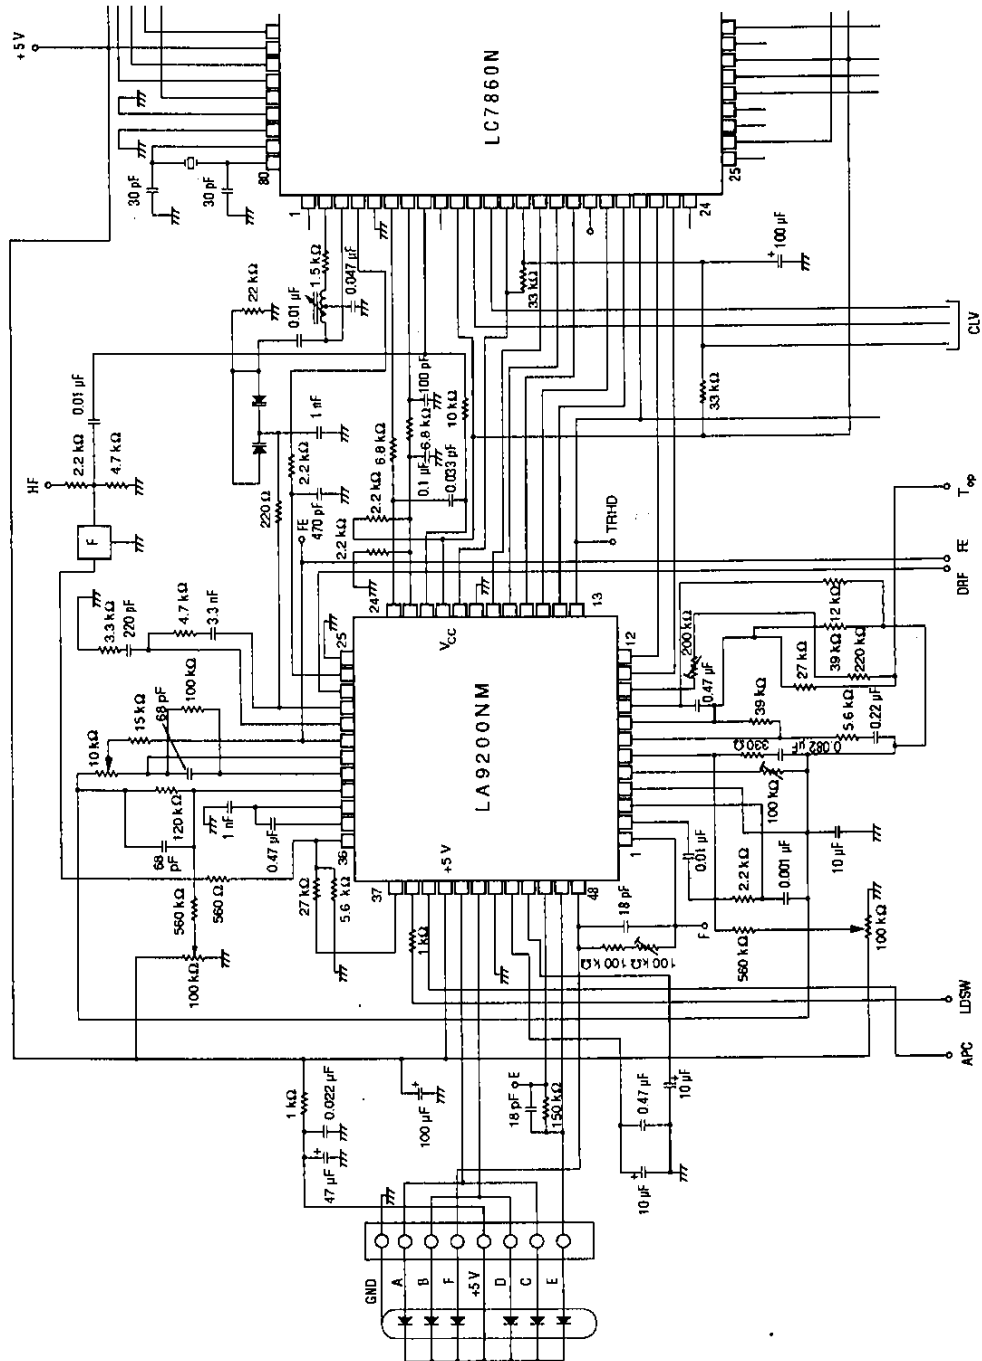 +5 V
LC7860N
30 pF
30 pF
80
25
1
24
22 kΩ
0.01 µF
1.5 kΩ
0.047 µF
100 µF
33 kΩ
33 kΩ
CLV
HF
2.2 kΩ
0.01 µF
4.7 kΩ
F
1 nF
2.2 kΩ
220 Ω
FE
470 pF
6.8 kΩ
100 pF
6.8 kΩ
10 kΩ
0.1 µF
0.033 µF
2.2 kΩ
2.2 kΩ
TRHD
T op
FE
DRF
3.3 kΩ
220 pF
4.7 kΩ
3.3 nF
24
25
VCC
13
12
LA9200NM
+5 V
36
37
48
1
10 kΩ
15 kΩ
68 pF
100 kΩ
120 kΩ
68 pF
1 nF
0.47 µF
560 kΩ
560 Ω
27 kΩ
5.6 kΩ
100 kΩ
200 kΩ
0.47 µF
12 kΩ
39 kΩ
220 kΩ
27 kΩ
39 kΩ
5.6 kΩ
0.22 µF
330 Ω
0.082 µF
100 kΩ
0.01 µF
2.2 kΩ
0.001 µF
10 µF
560 kΩ
100 kΩ
1 kΩ
18 pF
100 kΩ
100 kΩ
F
LDSW
APC
1 kΩ
0.022 µF
47 µF
100 µF
E
18 pF
150 kΩ
0.47 µF
10 µF
10 µF
GND
A
B
F
+5 V
D
C
E